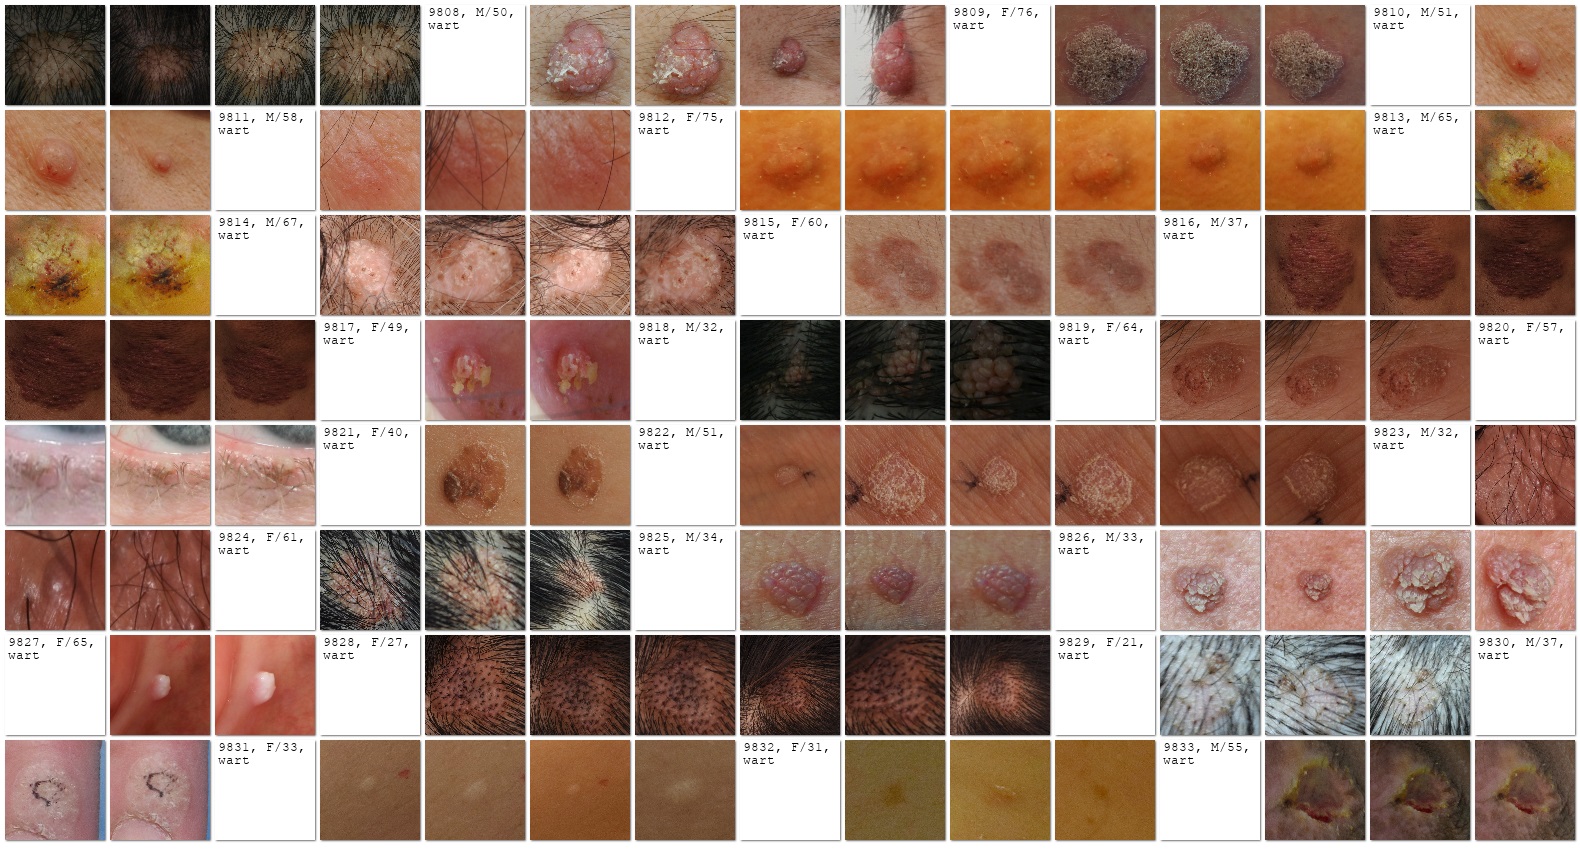 9808, M/50,
wart
9809, F/76,
wart
9810, M/51,
wart
9811, M/58,
wart
9812, F/75,
wart
9813, M/65,
wart
9814, M/67,
wart
9815, F/60,
wart
9816, M/37,
wart
9817, F/49,
wart
9818, M/32,
wart
9819, F/64,
wart
9820, F/57,
wart
9821, F/40,
wart
9822, M/51,
wart
9823, M/32,
wart
9824, F/61,
wart
9825, M/34,
wart
9826, M/33,
wart
9827, F/65,
wart
9828, F/27,
wart
9829, F/21,
wart
9830, M/37,
wart
9831, F/33,
wart
9832, F/31,
wart
9833, M/55,
wart